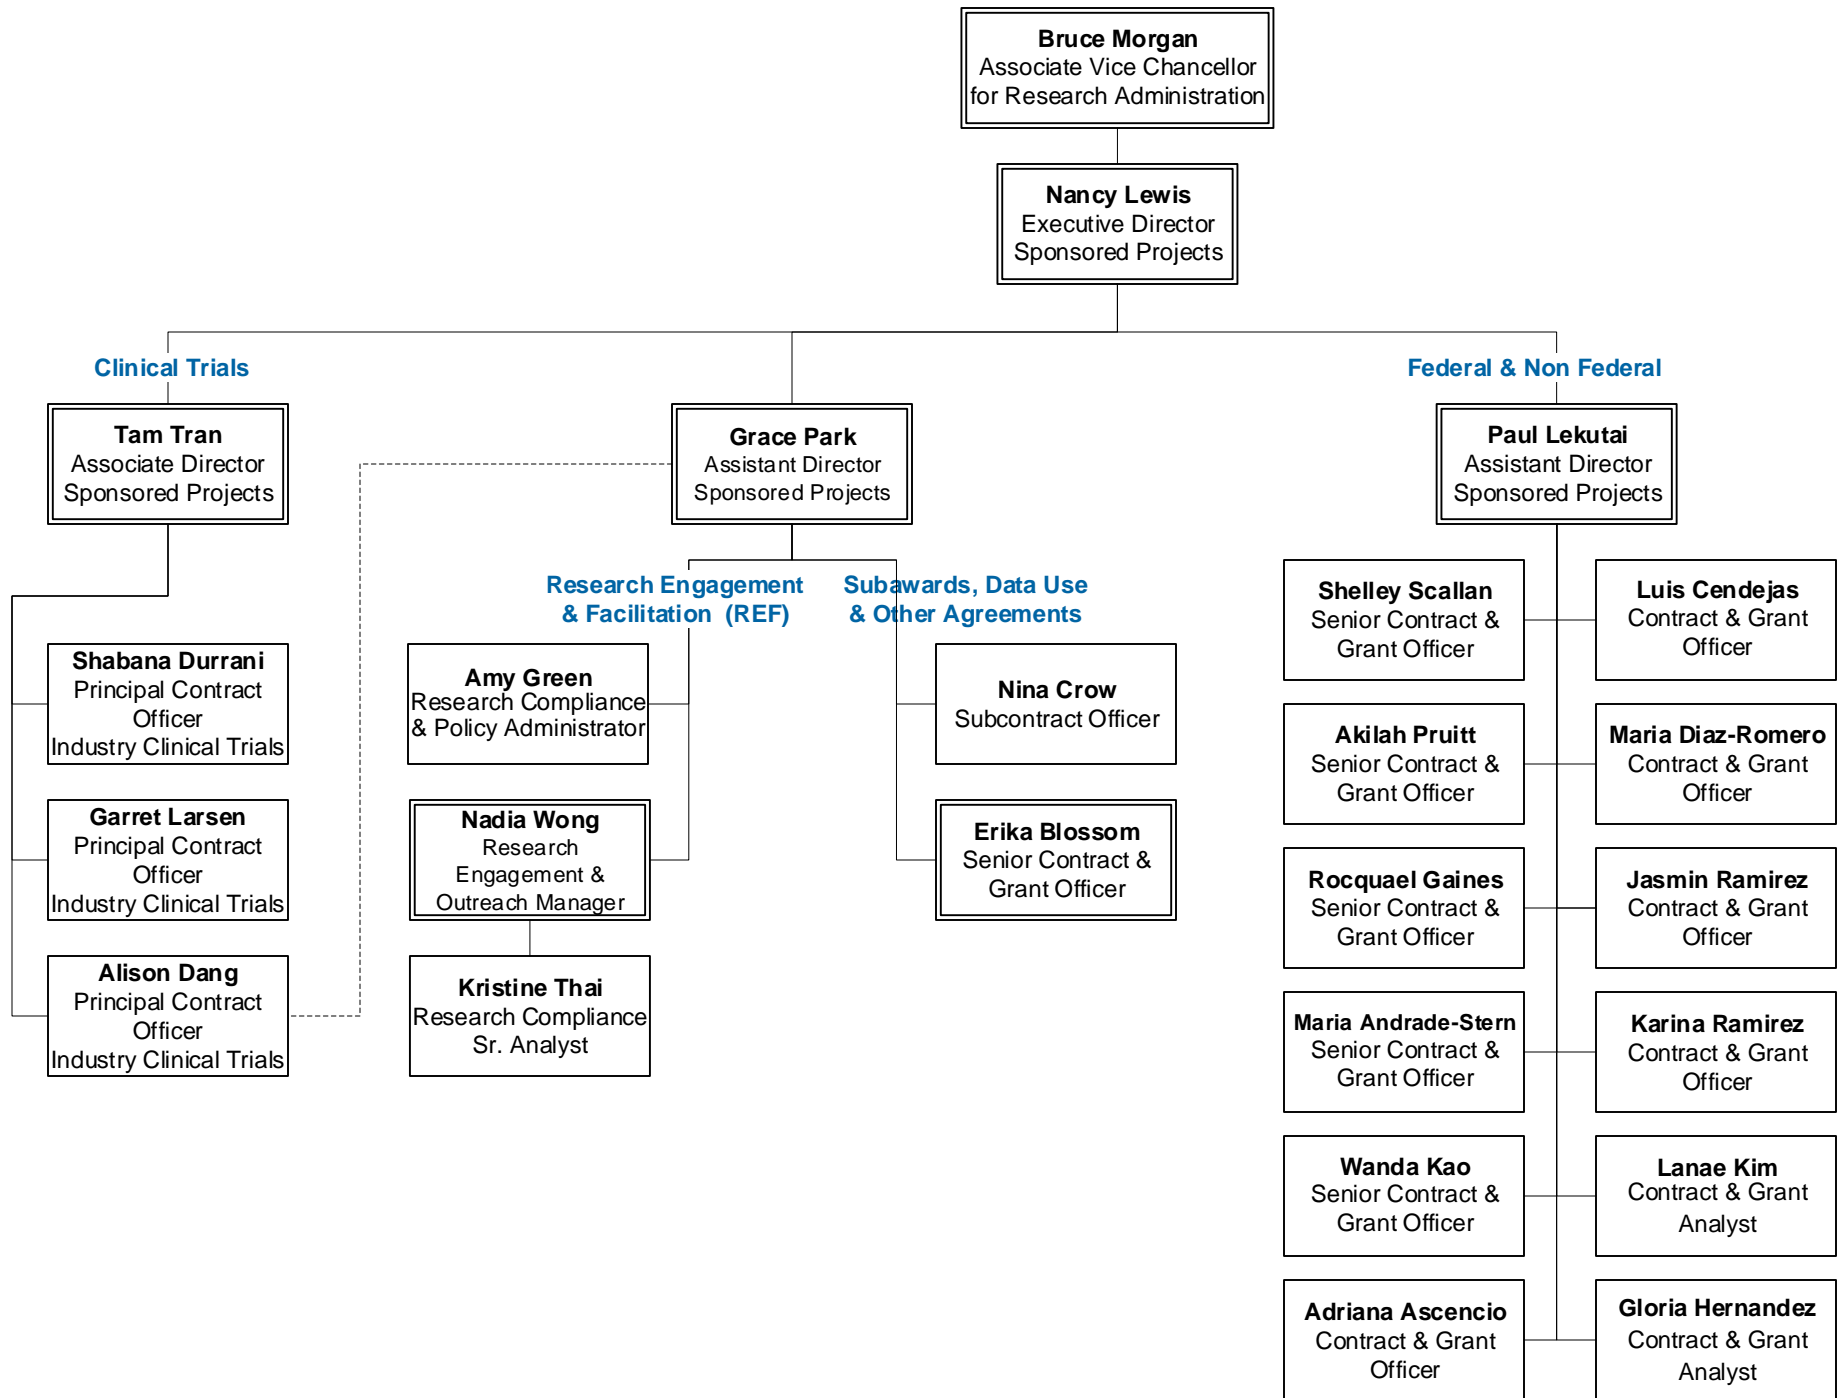 Bruce Morgan
Associate Vice Chancellor
for Research Administration
Nancy Lewis
Executive Director
Sponsored Projects
Clinical Trials
Tam Tran
Associate Director
Sponsored Projects
Shabana Durrani
Principal Contract
Officer
Industry Clinical Trials
Garret Larsen
Principal Contract
Officer
Industry Clinical Trials
Alison Dang
Principal Contract
Officer
Industry Clinical Trials
Grace Park
Assistant Director
Sponsored Projects
Research Engagement
& Facilitation (REF)
Amy Green
Research Compliance
& Policy Administrator
Nadia Wong
Research
Engagement &
Outreach Manager
Kristine Thai
Research Compliance
Sr. Analyst
Subawards, Data Use
& Other Agreements
Nina Crow
Subcontract Officer
Erika Blossom
Senior Contract &
Grant Officer
Federal & Non Federal
Paul Lekutai
Assistant Director
Sponsored Projects
Shelley Scallan
Senior Contract &
Grant Officer
Luis Cendejas
Contract & Grant
Officer
Akilah Pruitt
Senior Contract &
Grant Officer
Maria Diaz-Romero
Contract & Grant
Officer
Rocquael Gaines
Senior Contract &
Grant Officer
Jasmin Ramirez
Contract & Grant
Officer
Maria Andrade-Stern
Senior Contract &
Grant Officer
Karina Ramirez
Contract & Grant
Officer
Wanda Kao
Senior Contract &
Grant Officer
Lanae Kim
Contract & Grant
Analyst
Adriana Ascencio
Contract & Grant
Officer
Gloria Hernandez
Contract & Grant
Analyst